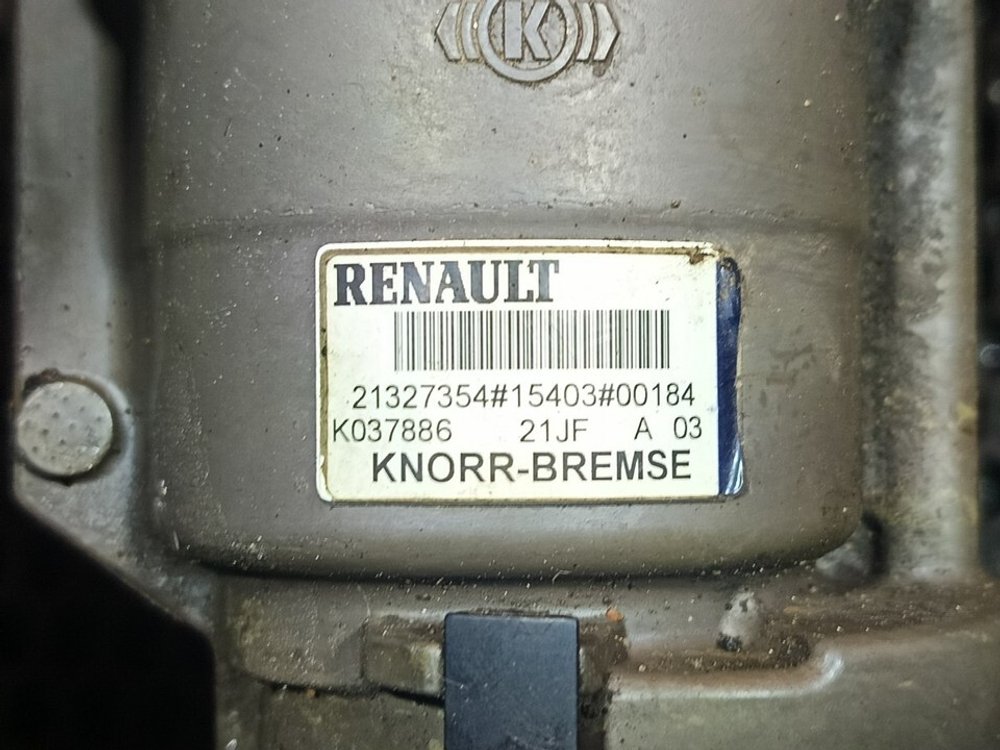 K
RENAULT
21327354#15403#00184
K037886 21JF A 03
KNORR-BREMSE